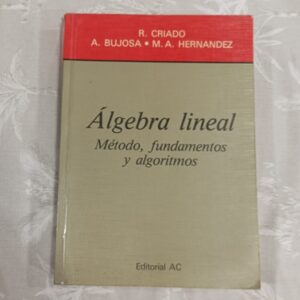 R. CRIADO
A. BUJOSA • M. A. HERNANDEZ
Álgebra lineal
Método, fundamentos
y algoritmos
Editorial AC